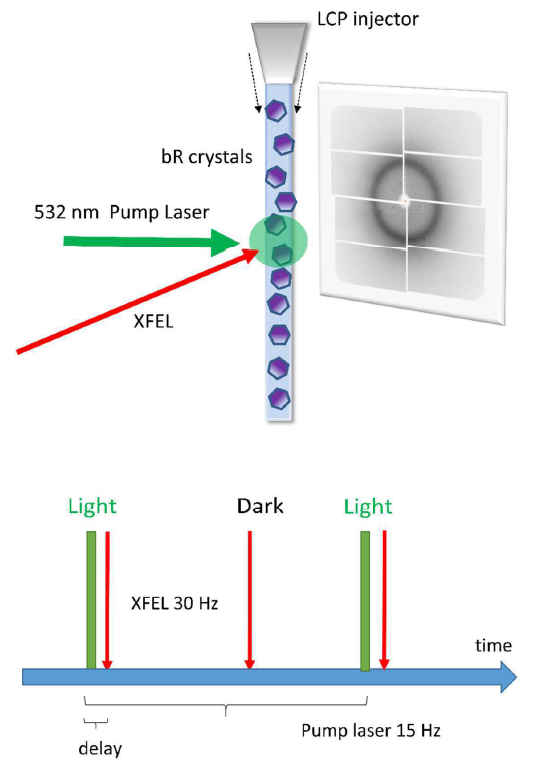 LCP injector
bR crystals
532 nm Pump Laser
XFEL
Light
Dark
Light
XFEL 30 Hz
time
Pump laser 15 Hz
delay